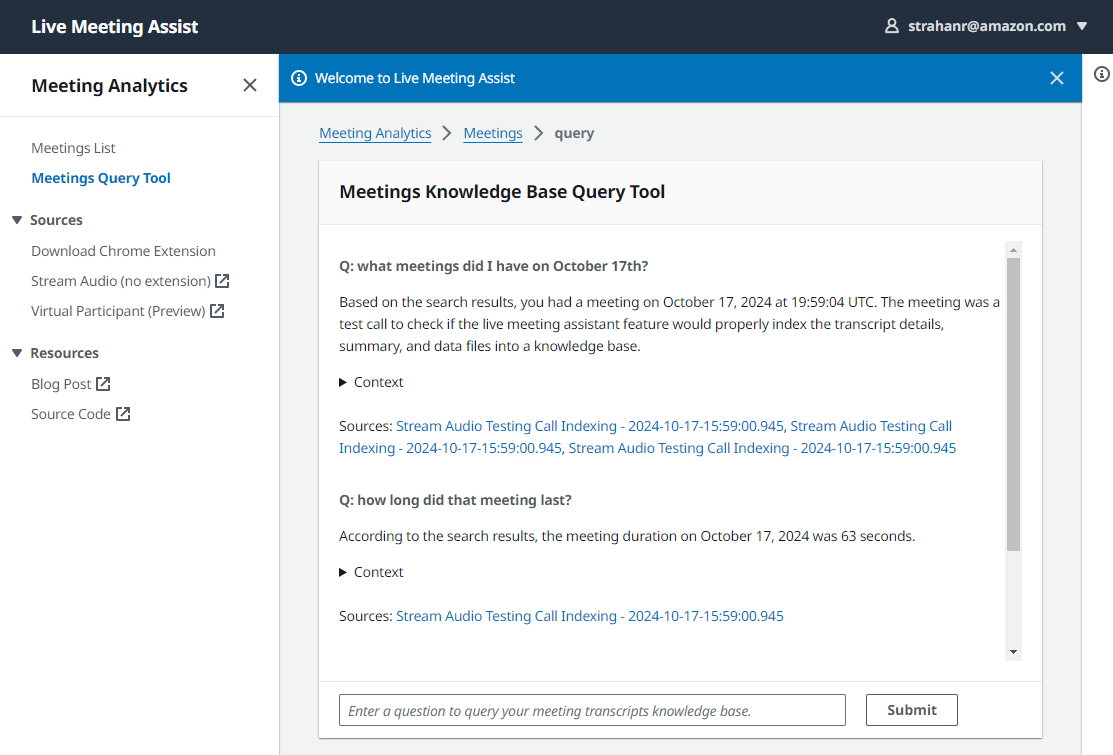 Live Meeting Assist
strahanr@amazon.com
Meeting Analytics
Meetings List
Meetings Query Tool
Sources
Download Chrome Extension
Stream Audio (no extension)
Virtual Participant (Preview)
Resources
Blog Post
Source Code
Welcome to Live Meeting Assist
Meeting Analytics > Meetings > query
Meetings Knowledge Base Query Tool
Q: what meetings did I have on October 17th?
Based on the search results, you had a meeting on October 17, 2024 at 19:59:04 UTC. The meeting was a
test call to check if the live meeting assistant feature would properly index the transcript details,
summary, and data files into a knowledge base.
Context
Sources: Stream Audio Testing Call Indexing - 2024-10-17-15:59:00.945, Stream Audio Testing Call
Indexing - 2024-10-17-15:59:00.945, Stream Audio Testing Call Indexing - 2024-10-17-15:59:00.945
Q: how long did that meeting last?
According to the search results, the meeting duration on October 17, 2024 was 63 seconds.
Context
Sources: Stream Audio Testing Call Indexing - 2024-10-17-15:59:00.945
Enter a question to query your meeting transcripts knowledge base.
Submit